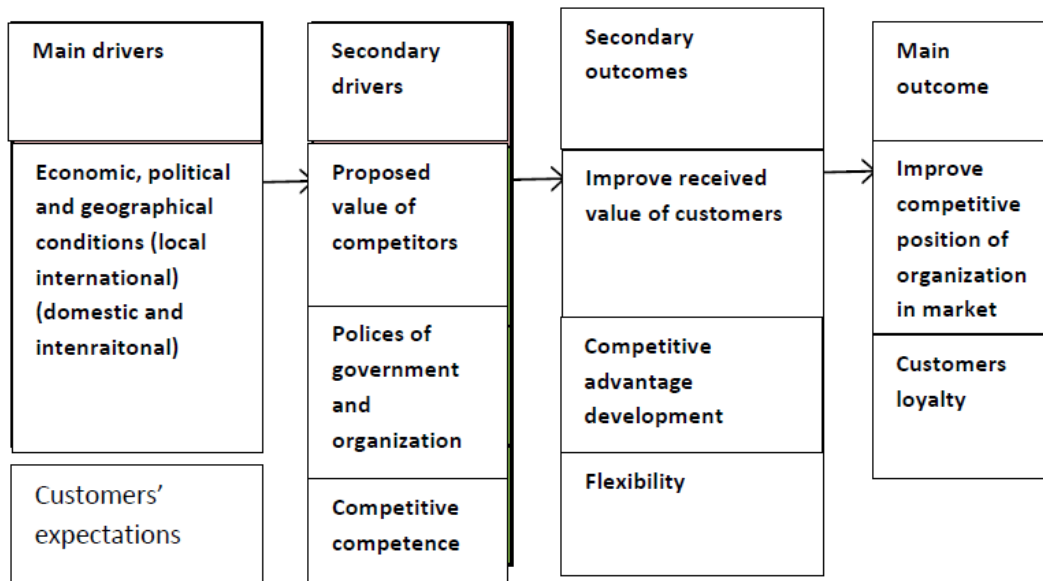 Main drivers
Economic, political
and geographical
conditions (local
international)
(domestic and
intenraitonal)
Customers’
expectations
Secondary
drivers
Proposed
value of
competitors
Polices of
government
and
organization
Competitive
competence
Secondary
outcomes
Improve received
value of customers
Competitive
advantage
development
Flexibility
Main
outcome
Improve
competitive
position of
organization
in market
Customers
loyalty